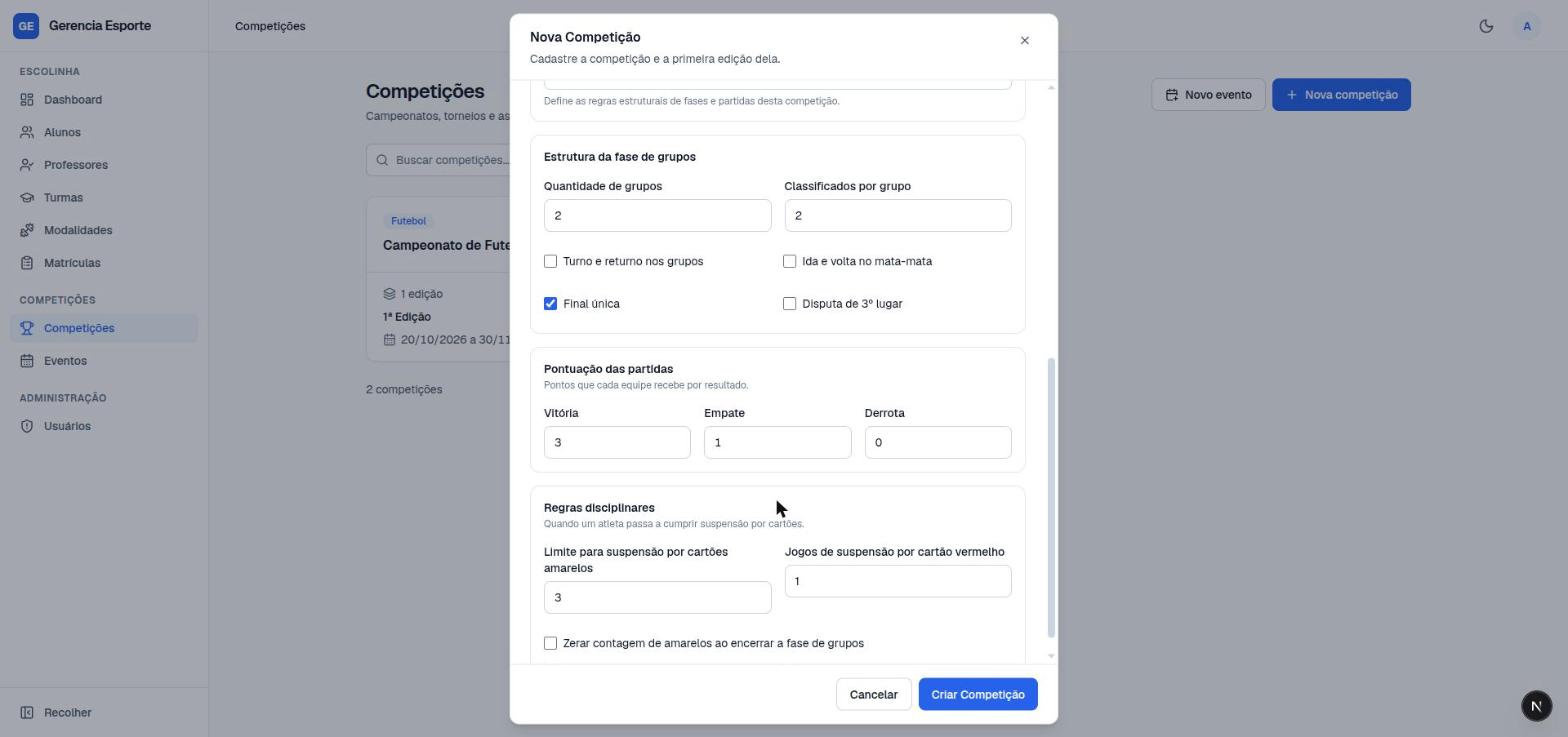 GE Gerencia Esporte
Competições
A
ESCOLINHA
Dashboard
Alunos
Professores
Turmas
Modalidades
Matrículas
COMPETIÇÕES
Competições
Eventos
ADMINISTRAÇÃO
Usuários
Recolher
Competições
Campeonatos, torneios e as
Novo evento
Nova competição
Buscar competições...
Futebol
Campeonato de Fute
1 edição
1ª Edição
20/10/2026 a 30/11
2 competições
Nova Competição
Cadastre a competição e a primeira edição dela.
Define as regras estruturais de fases e partidas desta competição.
Estrutura da fase de grupos
Quantidade de grupos
Classificados por grupo
2
2
Turno e returno nos grupos
Ida e volta no mata-mata
Final única
Disputa de 3º lugar
Pontuação das partidas
Pontos que cada equipe recebe por resultado.
Vitória
Empate
Derrota
3
1
0
Regras disciplinares
Quando um atleta passa a cumprir suspensão por cartões.
Limite para suspensão por cartões
amarelos
Jogos de suspensão por cartão vermelho
3
1
Zerar contagem de amarelos ao encerrar a fase de grupos
Cancelar
Criar Competição
N